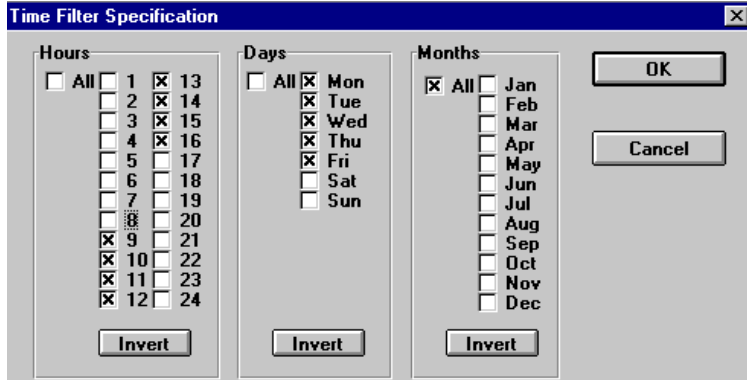 Time Filter Specification
Hours
All 1 13
2 14
3 15
4 16
5 17
6 18
7 19
8 20
9 21
10 22
11 23
12 24
Invert
Days
All Mon
Tue
Wed
Thu
Fri
Sat
Sun
Invert
Months
All Jan
Feb
Mar
Apr
May
Jun
Jul
Aug
Sep
Oct
Nov
Dec
Invert
OK
Cancel